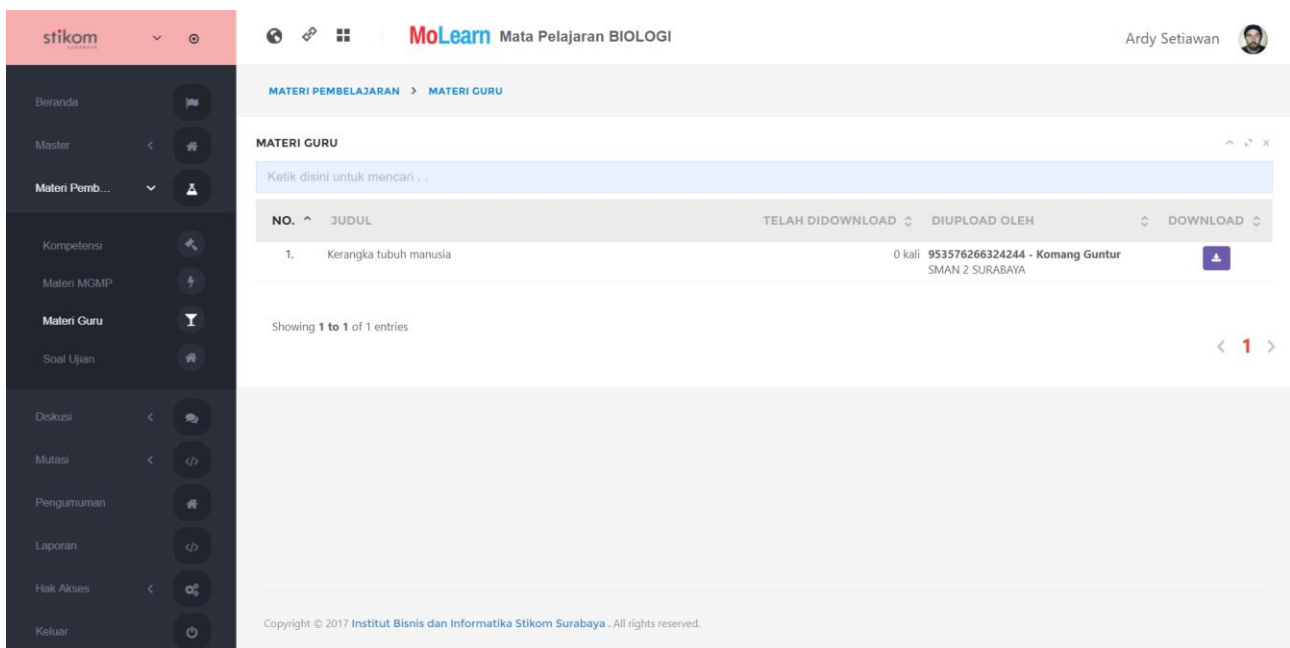 stikom
SURABAYA
MoLearn Mata Pelajaran BIOLOGI
Ardy Setiawan
Beranda
Master
Materi Pemb...
Kompetensi
Materi MGMP
Materi Guru
Soal Ujian
Diskusi
Mutasi
Pengumuman
Laporan
Hak Akses
Keluar
MATERI PEMBELAJARAN > MATERI GURU
MATERI GURU
Ketik disini untuk mencari . .
NO. JUDUL TELAH DIDOWNLOAD DIUPLOAD OLEH DOWNLOAD
1. Kerangka tubuh manusia 0 kali 953576266324244 - Komang Guntur
SMAN 2 SURABAYA
Showing 1 to 1 of 1 entries
< 1 >
Copyright © 2017 Institut Bisnis dan Informatika Stikom Surabaya . All rights reserved.